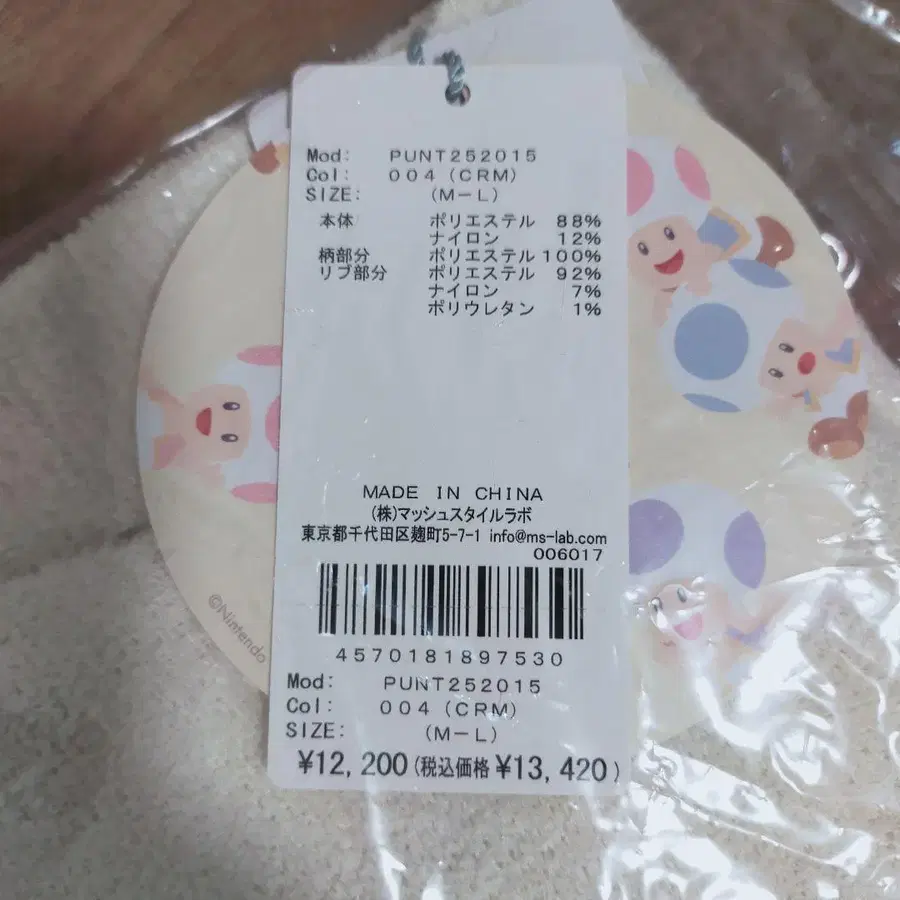 Mod: PUNT252015
Col: 004 (CRM)
SIZE: (M-L)
本体 ポリエステル 88%
ナイロン 12%
柄部分 ポリエステル 100%
リブ部分 ポリエステル 92%
ナイロン 7%
ポリウレタン 1%
MADE IN CHINA
(株)マッシュスタイルラボ
東京都千代田区麹町5-7-1 info@ms-lab.com
006017
4570181897530
Mod: PUNT252015
Col: 004 (CRM)
SIZE: (M-L)
¥12,200(税込価格 ¥13,420)
©Nintendo